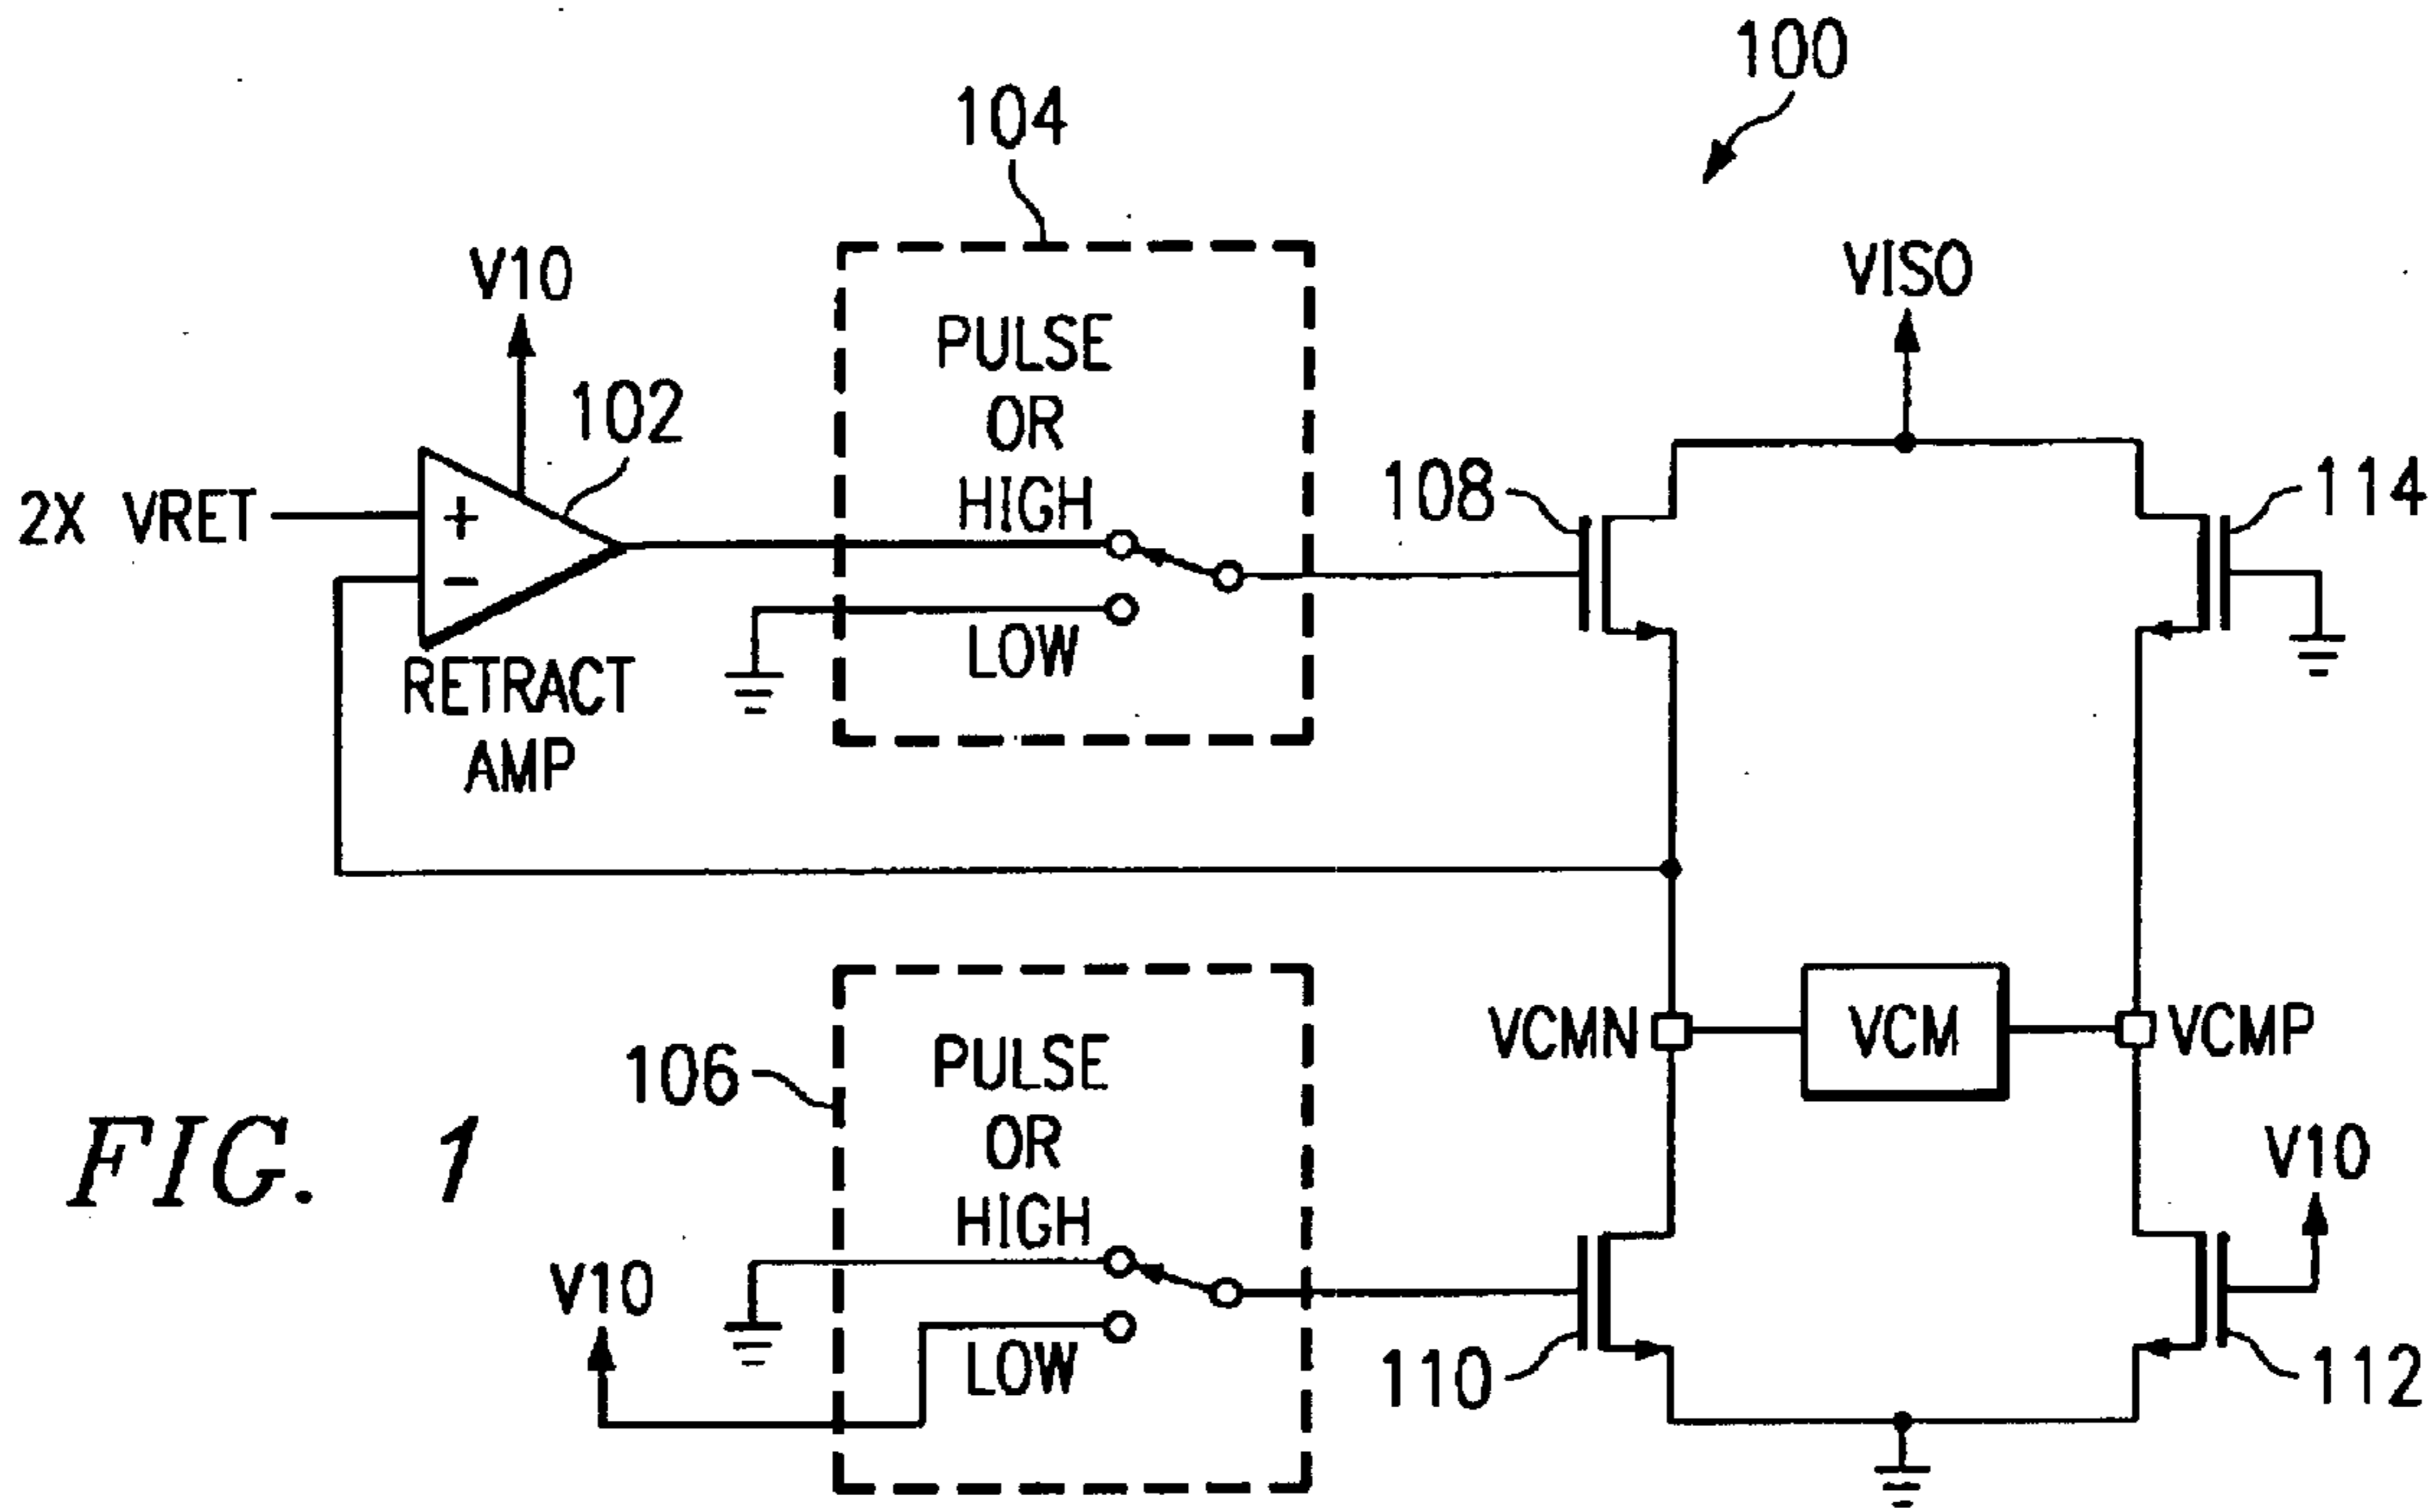 100
104
V10
VISO
102
PULSE
OR
HIGH
108
114
2X VRET
+
−
LOW
RETRACT
AMP
VCMN
VCM
VCMP
106
PULSE
OR
HIGH
FIG. 1
V10
V10
LOW
110
112